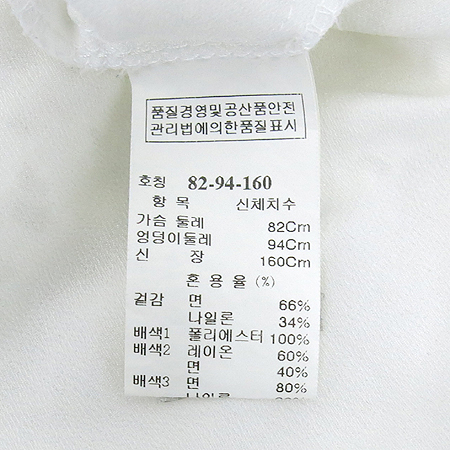 품질경영및공산품안전
관리법에의한품질표시
호칭 82-94-160
항 목 신체치수
가슴 둘레 82Cm
엉덩이둘레 94Cm
신 장 160Cm
혼 용 율 (%)
겉감 면 66%
나일론 34%
배색1 폴리에스터 100%
배색2 레이온 60%
면 40%
배색3 면 80%
나일론